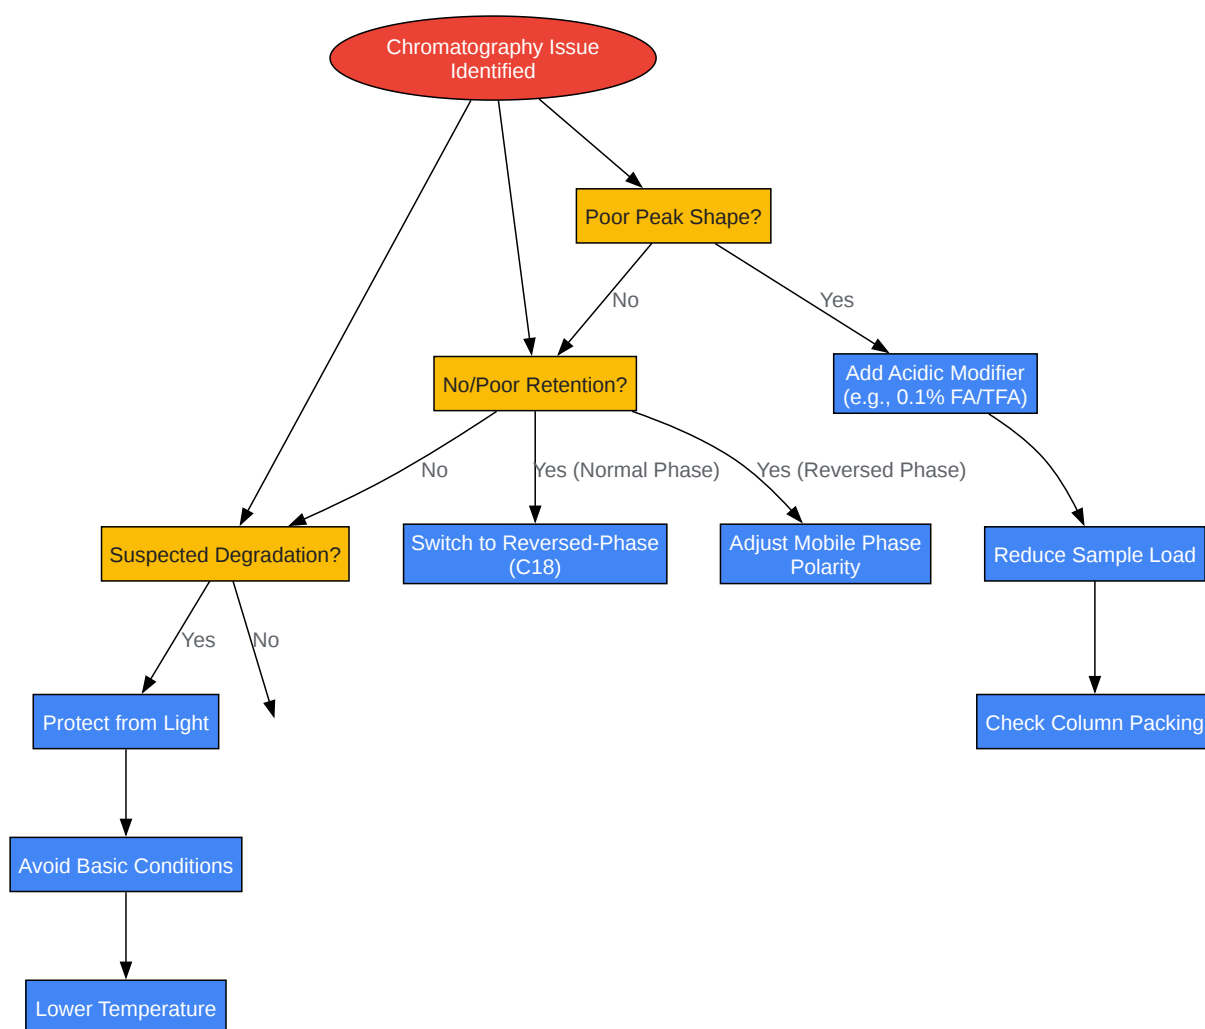 Chromatography Issue
Identified
Poor Peak Shape?
No
Yes
No/Poor Retention?
Add Acidic Modifier
(e.g., 0.1% FA/TFA)
No
Yes (Normal Phase)
Yes (Reversed Phase)
Suspected Degradation?
Switch to Reversed-Phase
(C18)
Adjust Mobile Phase
Polarity
Reduce Sample Load
Yes
No
Protect from Light
Check Column Packing
Avoid Basic Conditions
Lower Temperature